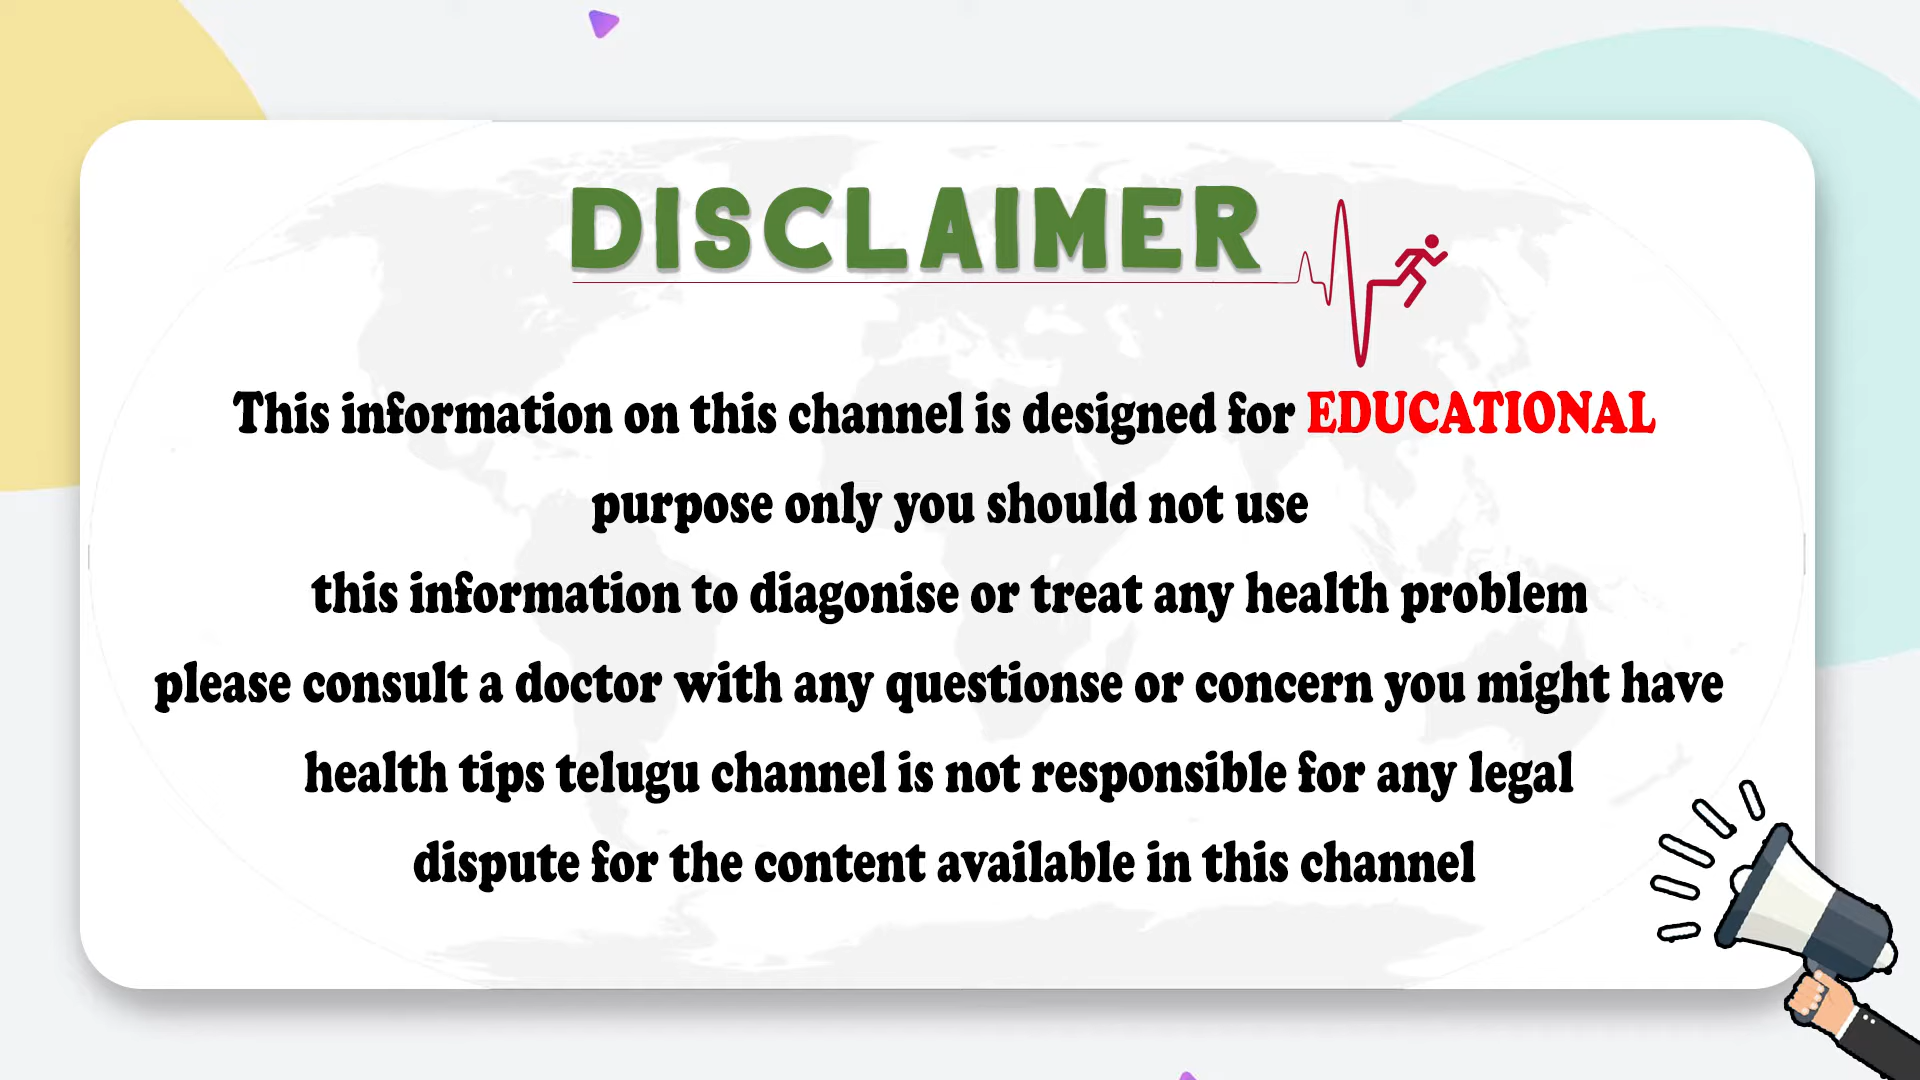 DISCLAIMER
This information on this channel is designed for EDUCATIONAL
purpose only you should not use
this information to diagonise or treat any health problem
please consult a doctor with any questionse or concern you might have
health tips telugu channel is not responsible for any legal
dispute for the content available in this channel